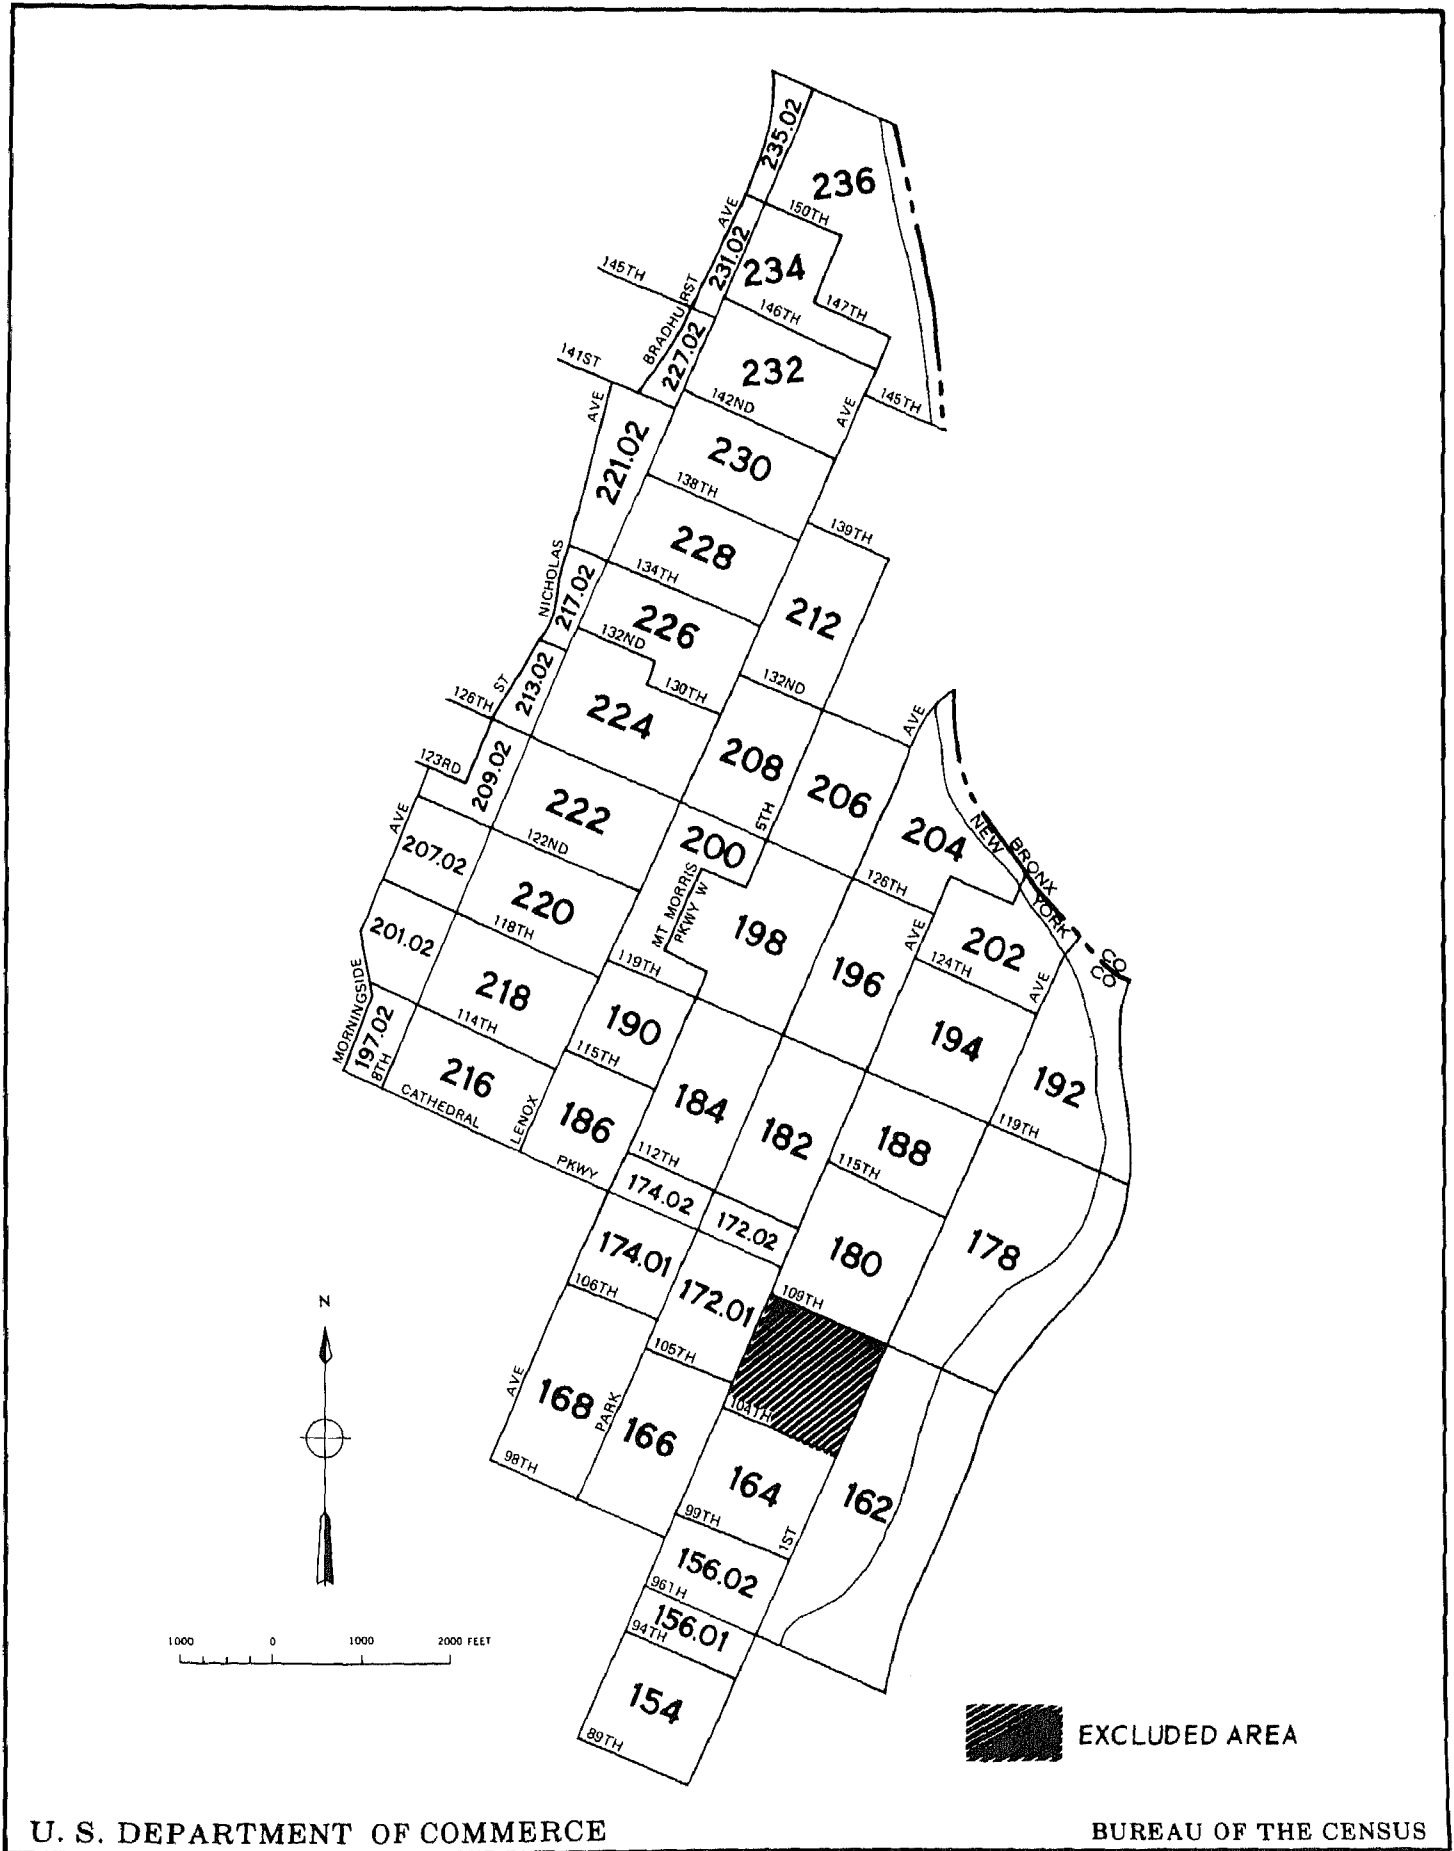 235.02
236
150TH
AVE
231.02
234
145TH
147TH
146TH
BRADHURST
227.02
141ST
232
142ND
AVE
145TH
AVE
221.02
230
138TH
139TH
228
NICHOLAS
134TH
217.02
212
226
132ND
213.02
132ND
ST
130TH
126TH
224
AVE
208
206
123RD
209.02
222
5TH
204
NEW
BRONX
YORK
CO
CO
AVE
122ND
200
126TH
207.02
MT MORRIS
PKWY W
220
198
AVE
202
118TH
201.02
119TH
196
124TH
AVE
218
MORNINGSIDE
190
194
114TH
197.02
8TH
115TH
192
216
CATHEDRAL
184
LENOX
186
182
188
119TH
112TH
115TH
PKWY
174.02
172.02
174.01
180
178
106TH
172.01
109TH
N
105TH
AVE
168
PARK
104TH
166
98TH
164
162
99TH
1ST
156.02
96TH
156.01
94TH
1000 0 1000 2000 FEET
154
89TH
EXCLUDED AREA
U. S. DEPARTMENT OF COMMERCE
BUREAU OF THE CENSUS